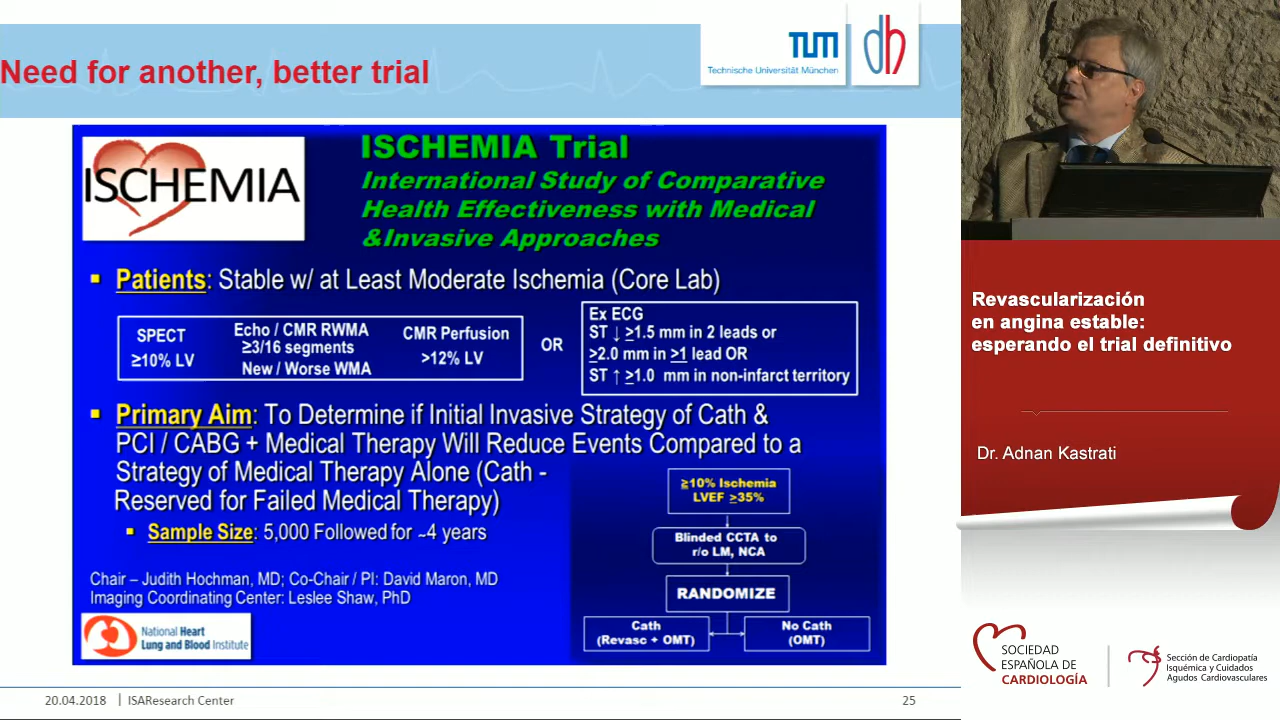 Need for another, better trial
TUM
Technische Universität München
dh
ISCHEMIA
ISCHEMIA Trial
International Study of Comparative
Health Effectiveness with Medical
&Invasive Approaches
Patients: Stable w/ at Least Moderate Ischemia (Core Lab)
SPECT
≥10% LV
Echo / CMR RWMA
≥3/16 segments
New / Worse WMA
CMR Perfusion
>12% LV
OR
Ex ECG
ST ↓ ≥1.5 mm in 2 leads or
≥2.0 mm in ≥1 lead OR
ST ↑ ≥1.0 mm in non-infarct territory
Primary Aim: To Determine if Initial Invasive Strategy of Cath &
PCI / CABG + Medical Therapy Will Reduce Events Compared to a
Strategy of Medical Therapy Alone (Cath -
Reserved for Failed Medical Therapy)
Sample Size: 5,000 Followed for ~4 years
≥10% Ischemia
LVEF ≥35%
Blinded CCTA to
r/o LM, NCA
RANDOMIZE
Cath
(Revasc + OMT)
No Cath
(OMT)
Chair – Judith Hochman, MD; Co-Chair / PI: David Maron, MD
Imaging Coordinating Center: Leslee Shaw, PhD
National Heart
Lung and Blood Institute
20.04.2018 | ISAResearch Center
25
Revascularización
en angina estable:
esperando el trial definitivo
Dr. Adnan Kastrati
SOCIEDAD
ESPAÑOLA DE
CARDIOLOGÍA
Sección de Cardiopatía
Isquémica y Cuidados
Agudos Cardiovasculares